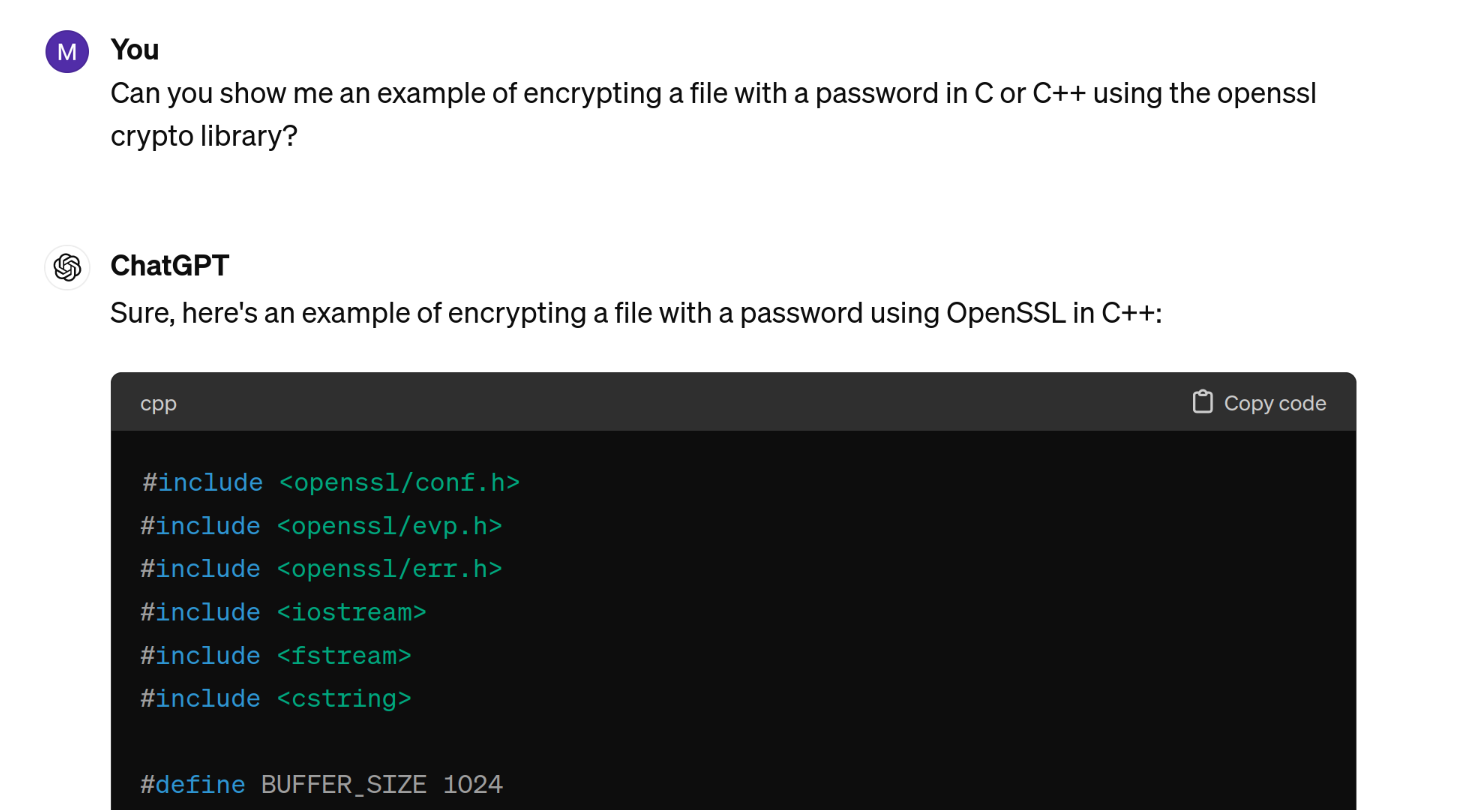 M
You
Can you show me an example of encrypting a file with a password in C or C++ using the openssl
crypto library?
ChatGPT
Sure, here's an example of encrypting a file with a password using OpenSSL in C++:
cpp
Copy code
#include <openssl/conf.h>
#include <openssl/evp.h>
#include <openssl/err.h>
#include <iostream>
#include <fstream>
#include <cstring>
#define BUFFER_SIZE 1024